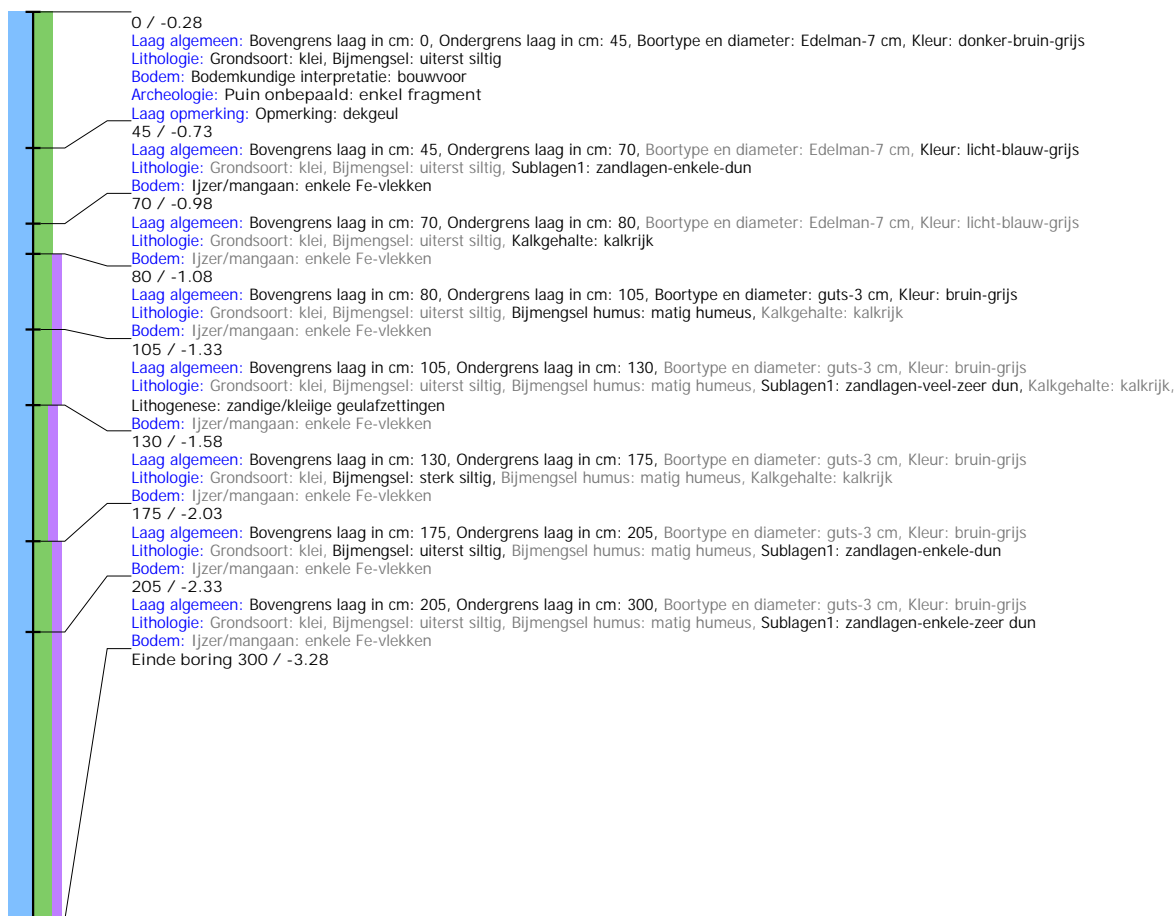 0 / -0.28
Laag algemeen: Bovengrens laag in cm: 0, Ondergrens laag in cm: 45, Boortype en diameter: Edelman-7 cm, Kleur: donker-bruin-grijs
Lithologie: Grondsoort: klei, Bijmengsel: uiterst siltig
Bodem: Bodemkundige interpretatie: bouwvoor
Archeologie: Puin onbepaald: enkel fragment
Laag opmerking: Opmerking: dekgeul
45 / -0.73
Laag algemeen: Bovengrens laag in cm: 45, Ondergrens laag in cm: 70, Boortype en diameter: Edelman-7 cm, Kleur: licht-blauw-grijs
Lithologie: Grondsoort: klei, Bijmengsel: uiterst siltig, Sublagen1: zandlagen-enkele-dun
Bodem: Ijzer/mangaan: enkele Fe-vlekken
70 / -0.98
Laag algemeen: Bovengrens laag in cm: 70, Ondergrens laag in cm: 80, Boortype en diameter: Edelman-7 cm, Kleur: licht-blauw-grijs
Lithologie: Grondsoort: klei, Bijmengsel: uiterst siltig, Kalkgehalte: kalkrijk
Bodem: Ijzer/mangaan: enkele Fe-vlekken
80 / -1.08
Laag algemeen: Bovengrens laag in cm: 80, Ondergrens laag in cm: 105, Boortype en diameter: guts-3 cm, Kleur: bruin-grijs
Lithologie: Grondsoort: klei, Bijmengsel: uiterst siltig, Bijmengsel humus: matig humeus, Kalkgehalte: kalkrijk
Bodem: Ijzer/mangaan: enkele Fe-vlekken
105 / -1.33
Laag algemeen: Bovengrens laag in cm: 105, Ondergrens laag in cm: 130, Boortype en diameter: guts-3 cm, Kleur: bruin-grijs
Lithologie: Grondsoort: klei, Bijmengsel: uiterst siltig, Bijmengsel humus: matig humeus, Sublagen1: zandlagen-veel-zeer dun, Kalkgehalte: kalkrijk,
Lithogenese: zandige/kleiige geulafzettingen
Bodem: Ijzer/mangaan: enkele Fe-vlekken
130 / -1.58
Laag algemeen: Bovengrens laag in cm: 130, Ondergrens laag in cm: 175, Boortype en diameter: guts-3 cm, Kleur: bruin-grijs
Lithologie: Grondsoort: klei, Bijmengsel: sterk siltig, Bijmengsel humus: matig humeus, Kalkgehalte: kalkrijk
Bodem: Ijzer/mangaan: enkele Fe-vlekken
175 / -2.03
Laag algemeen: Bovengrens laag in cm: 175, Ondergrens laag in cm: 205, Boortype en diameter: guts-3 cm, Kleur: bruin-grijs
Lithologie: Grondsoort: klei, Bijmengsel: uiterst siltig, Bijmengsel humus: matig humeus, Sublagen1: zandlagen-enkele-dun
Bodem: Ijzer/mangaan: enkele Fe-vlekken
205 / -2.33
Laag algemeen: Bovengrens laag in cm: 205, Ondergrens laag in cm: 300, Boortype en diameter: guts-3 cm, Kleur: bruin-grijs
Lithologie: Grondsoort: klei, Bijmengsel: uiterst siltig, Bijmengsel humus: matig humeus, Sublagen1: zandlagen-enkele-zeer dun
Bodem: Ijzer/mangaan: enkele Fe-vlekken
Einde boring 300 / -3.28